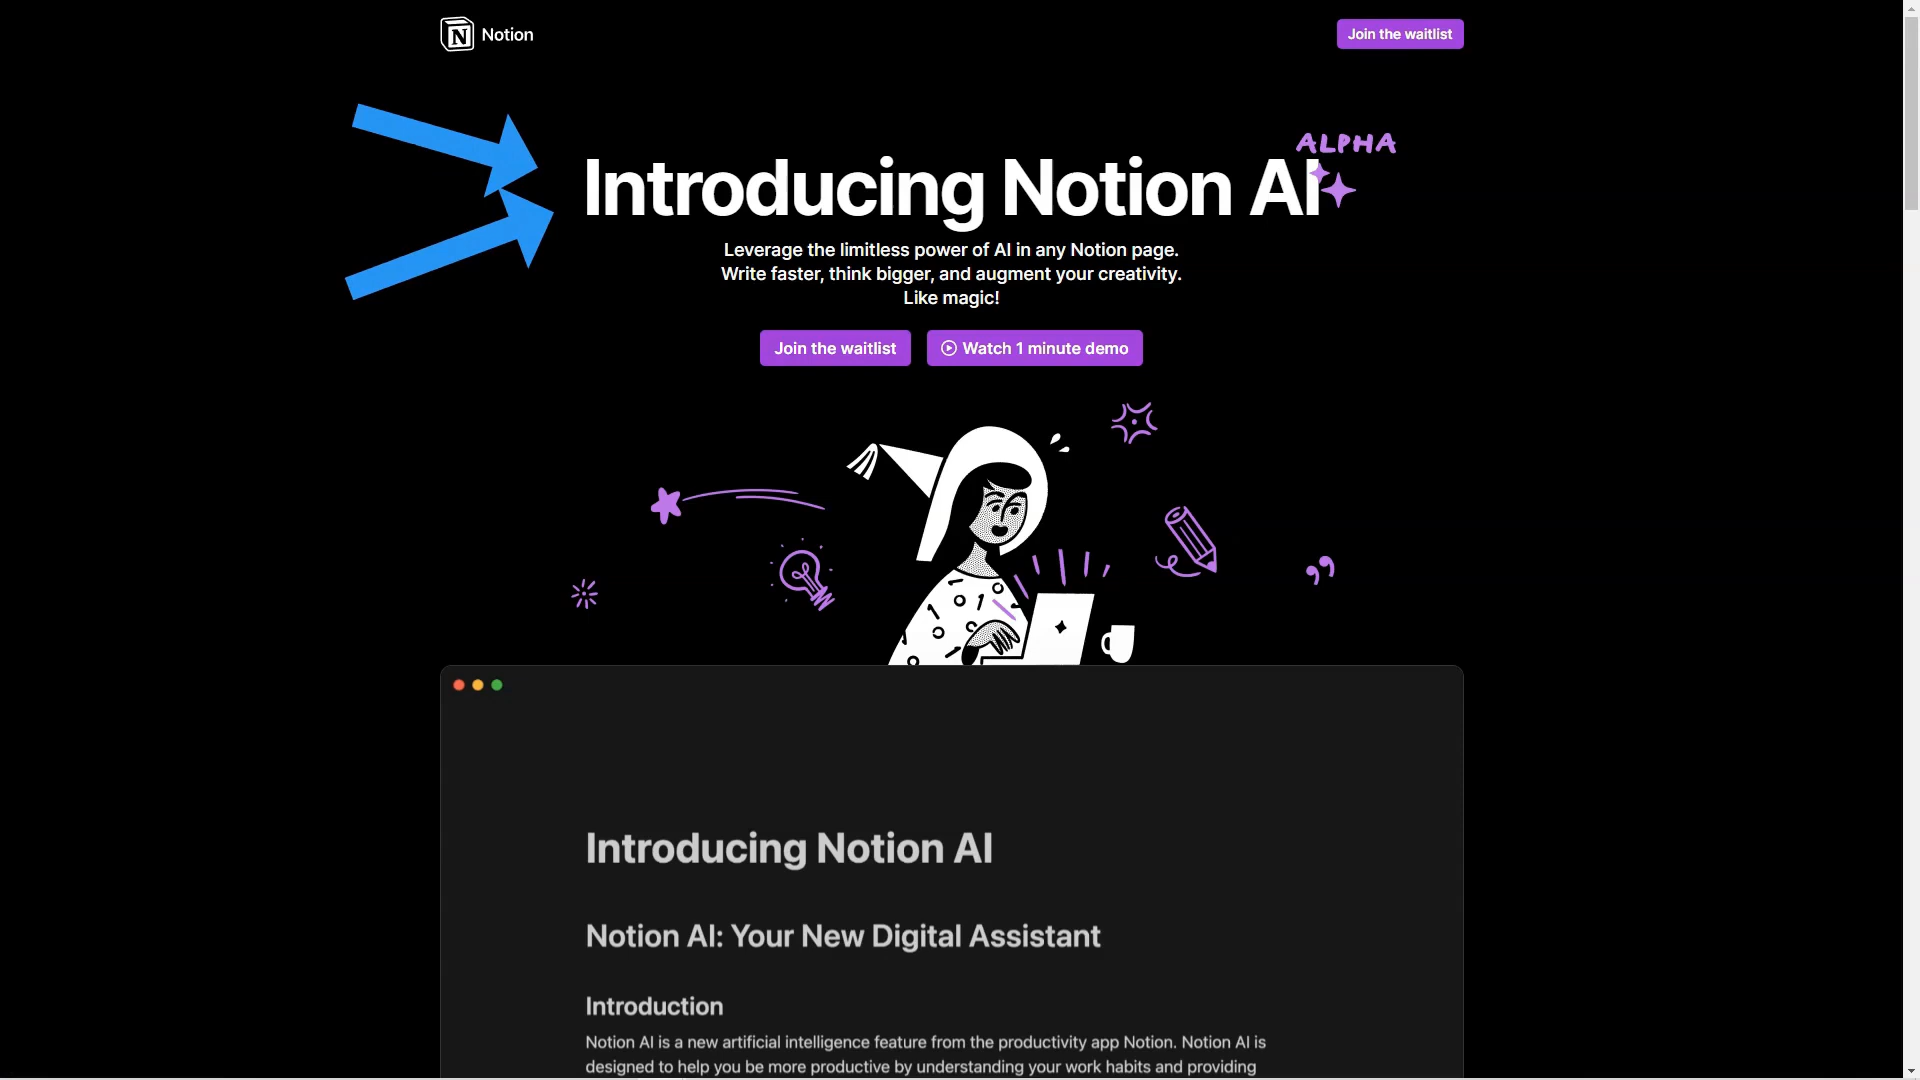 Notion
Join the waitlist
ALPHA
Introducing Notion AI
Leverage the limitless power of AI in any Notion page.
Write faster, think bigger, and augment your creativity.
Like magic!
Join the waitlist
Watch 1 minute demo
Introducing Notion AI
Notion AI: Your New Digital Assistant
Introduction
Notion AI is a new artificial intelligence feature from the productivity app Notion. Notion AI is
designed to help you be more productive by understanding your work habits and providing